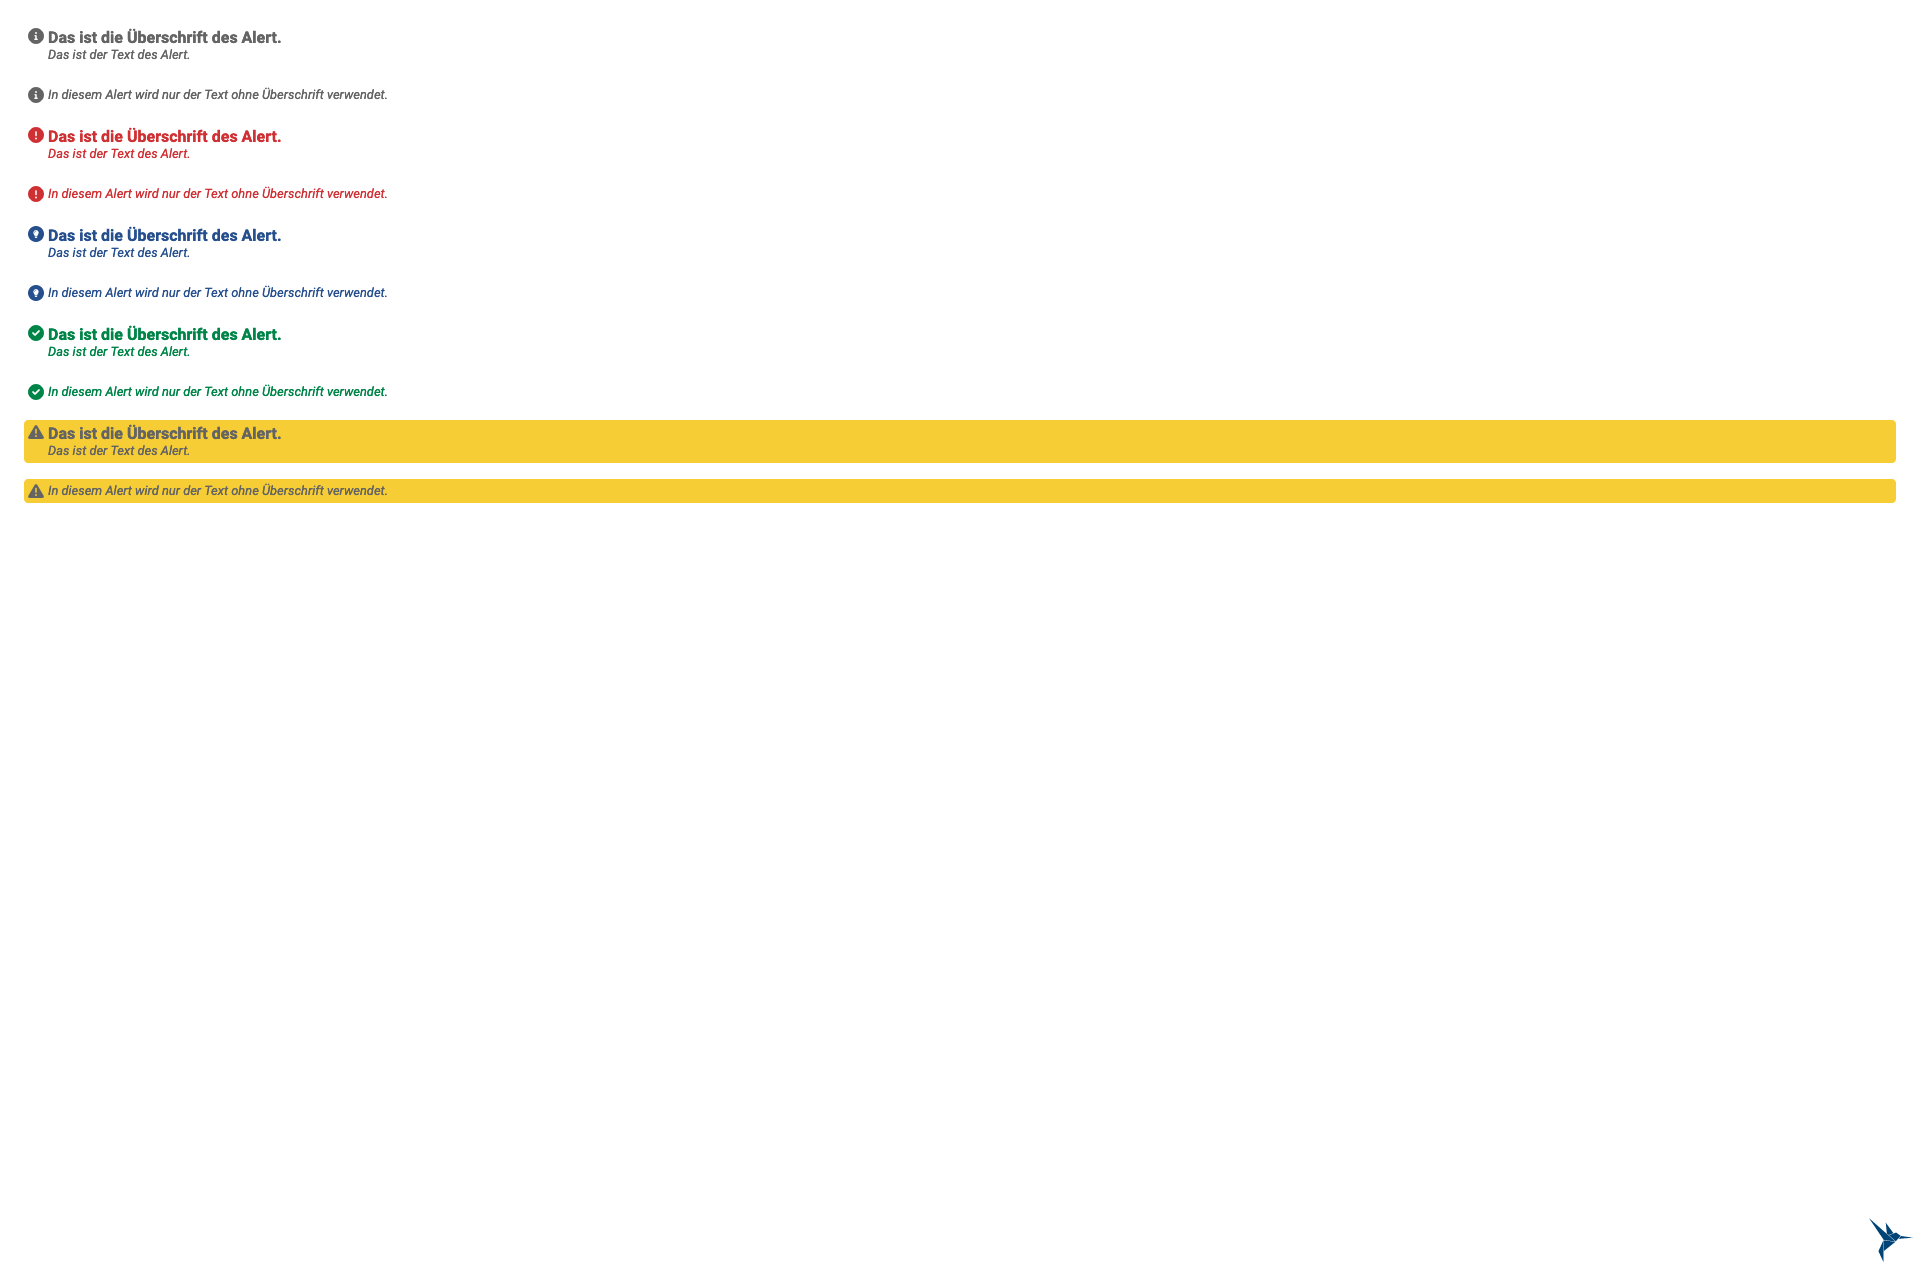 Das ist die Überschrift des Alert.
Das ist der Text des Alert.
In diesem Alert wird nur der Text ohne Überschrift verwendet.
Das ist die Überschrift des Alert.
Das ist der Text des Alert.
In diesem Alert wird nur der Text ohne Überschrift verwendet.
Das ist die Überschrift des Alert.
Das ist der Text des Alert.
In diesem Alert wird nur der Text ohne Überschrift verwendet.
Das ist die Überschrift des Alert.
Das ist der Text des Alert.
In diesem Alert wird nur der Text ohne Überschrift verwendet.
Das ist die Überschrift des Alert.
Das ist der Text des Alert.
In diesem Alert wird nur der Text ohne Überschrift verwendet.